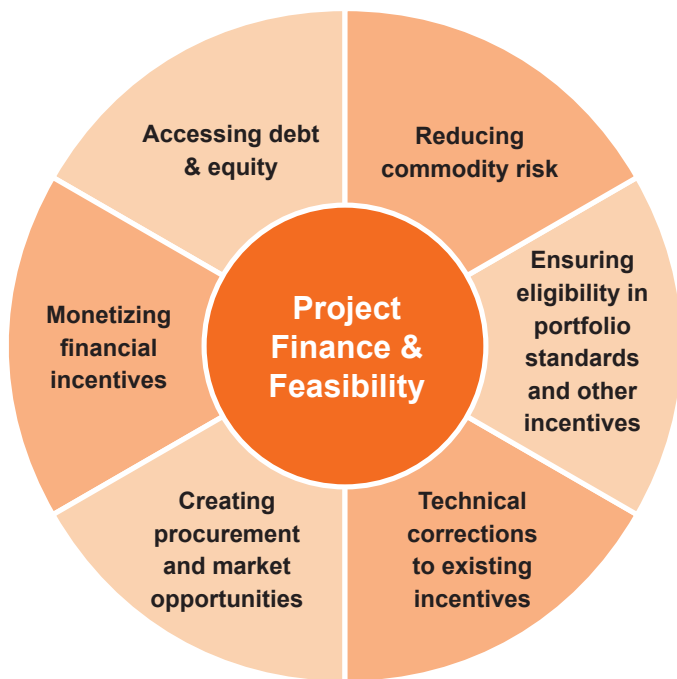 Accessing debt
& equity
Reducing
commodity risk
Ensuring
eligibility in
portfolio
standards
and other
incentives
Technical
corrections
to existing
incentives
Creating
procurement
and market
opportunities
Monetizing
financial
incentives
Project
Finance &
Feasibility